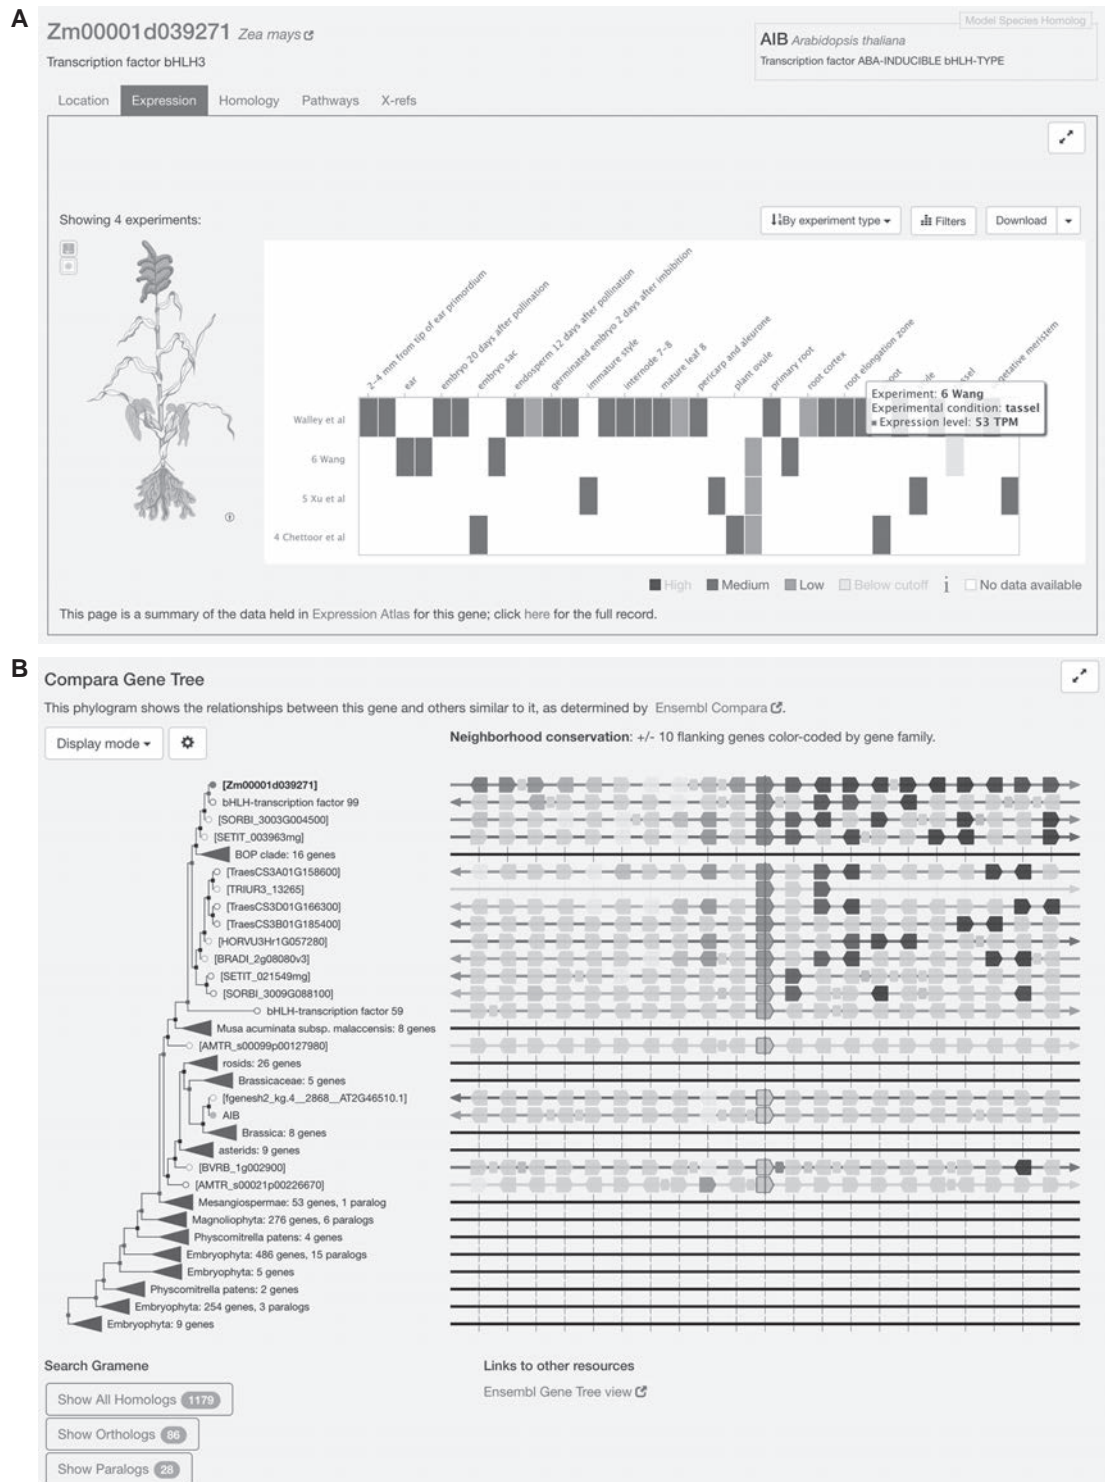 A
Zm00001d039271 Zea mays
Transcription factor bHLH3
Model Species Homolog
AIB Arabidopsis thaliana
Transcription factor ABA-INDUCIBLE bHLH-TYPE
Location Expression Homology Pathways X-refs
Showing 4 experiments:
By experiment type Filters Download
2-4 mm from tip of ear primordium
ear
embryo 20 days after pollination
embryo sac
endosperm 12 days after pollination
germinated embryo 2 days after imbibition
immature style
internode 7-8
mature leaf 8
pericarp and aleurone
plant ovule
primary root
root cortex
root elongation zone
Experiment: 6 Wang
Experimental condition: tassel
Expression level: 53 TPM
Walley et al
6 Wang
5 Xu et al
4 Chettoor et al
High Medium Low Below cutoff i No data available
This page is a summary of the data held in Expression Atlas for this gene; click here for the full record.
B
Compara Gene Tree
This phylogram shows the relationships between this gene and others similar to it, as determined by Ensembl Compara.
Display mode
Neighborhood conservation: +/- 10 flanking genes color-coded by gene family.
[Zm00001d039271]
bHLH-transcription factor 99
[SORBI_3003G004500]
[SETIT_003963mg]
BOP clade: 16 genes
[TraesCS3A01G158600]
[TRIUR3_13265]
[TraesCS3D01G166300]
[TraesCS3B01G185400]
[HORVU3Hr1G057280]
[BRADI_2g08080v3]
[SETIT_021549mg]
[SORBI_3009G088100]
bHLH-transcription factor 59
Musa acuminata subsp. malaccensis: 8 genes
[AMTR_s00099p00127980]
rosids: 26 genes
Brassicaceae: 5 genes
[fgenesh2_kg.4__2868__AT2G46510.1]
AIB
Brassica: 8 genes
asterids: 9 genes
[BVRB_1g002900]
[AMTR_s00021p00226670]
Mesangiospermae: 53 genes, 1 paralog
Magnoliophyta: 276 genes, 6 paralogs
Physcomitrella patens: 4 genes
Embryophyta: 486 genes, 15 paralogs
Embryophyta: 5 genes
Physcomitrella patens: 2 genes
Embryophyta: 254 genes, 3 paralogs
Embryophyta: 9 genes
Search Gramene
Links to other resources
Show All Homologs 1179
Ensembl Gene Tree view
Show Orthologs 86
Show Paralogs 28